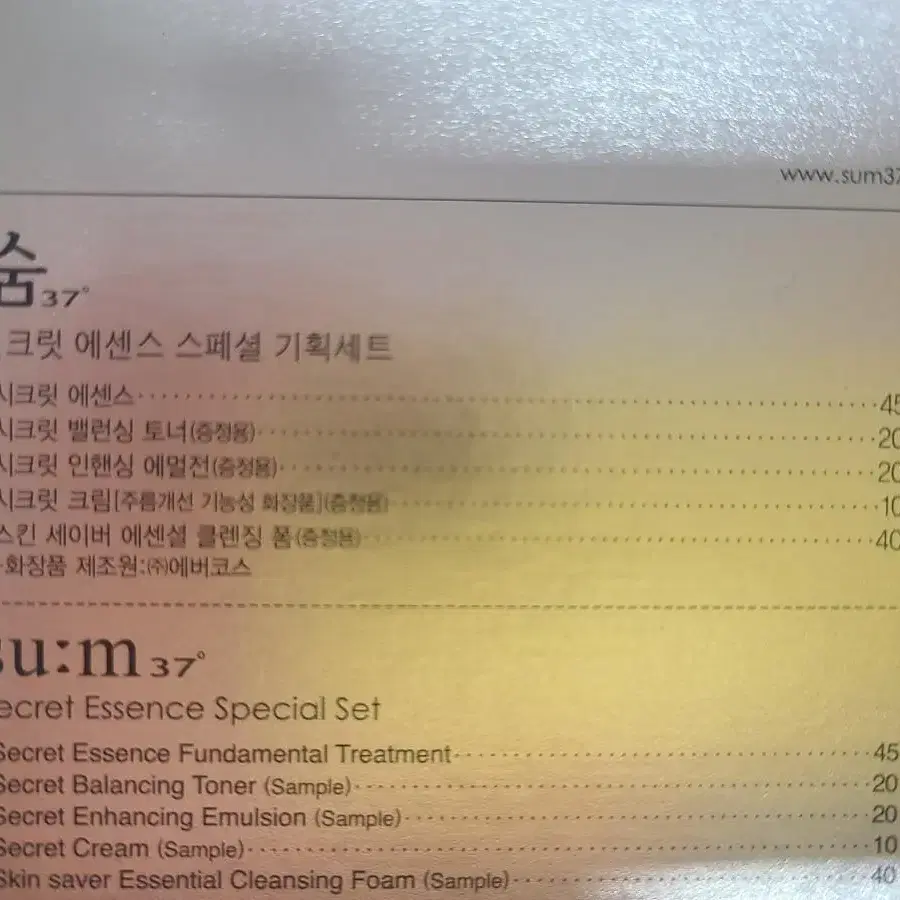 www.sum37
숨37°
크릿 에센스 스페셜 기획세트
시크릿 에센스 45
시크릿 밸런싱 토너(증정용) 20
시크릿 인핸싱 에멀전(증정용) 20
시크릿 크림[주름개선 기능성 화장품](증정용) 10
스킨 세이버 에센셜 클렌징 폼(증정용) 40
화장품 제조원:㈜에버코스
su:m37°
ecret Essence Special Set
Secret Essence Fundamental Treatment 45
Secret Balancing Toner (Sample) 20
Secret Enhancing Emulsion (Sample) 20
Secret Cream (Sample) 10
Skin saver Essential Cleansing Foam (Sample) 40